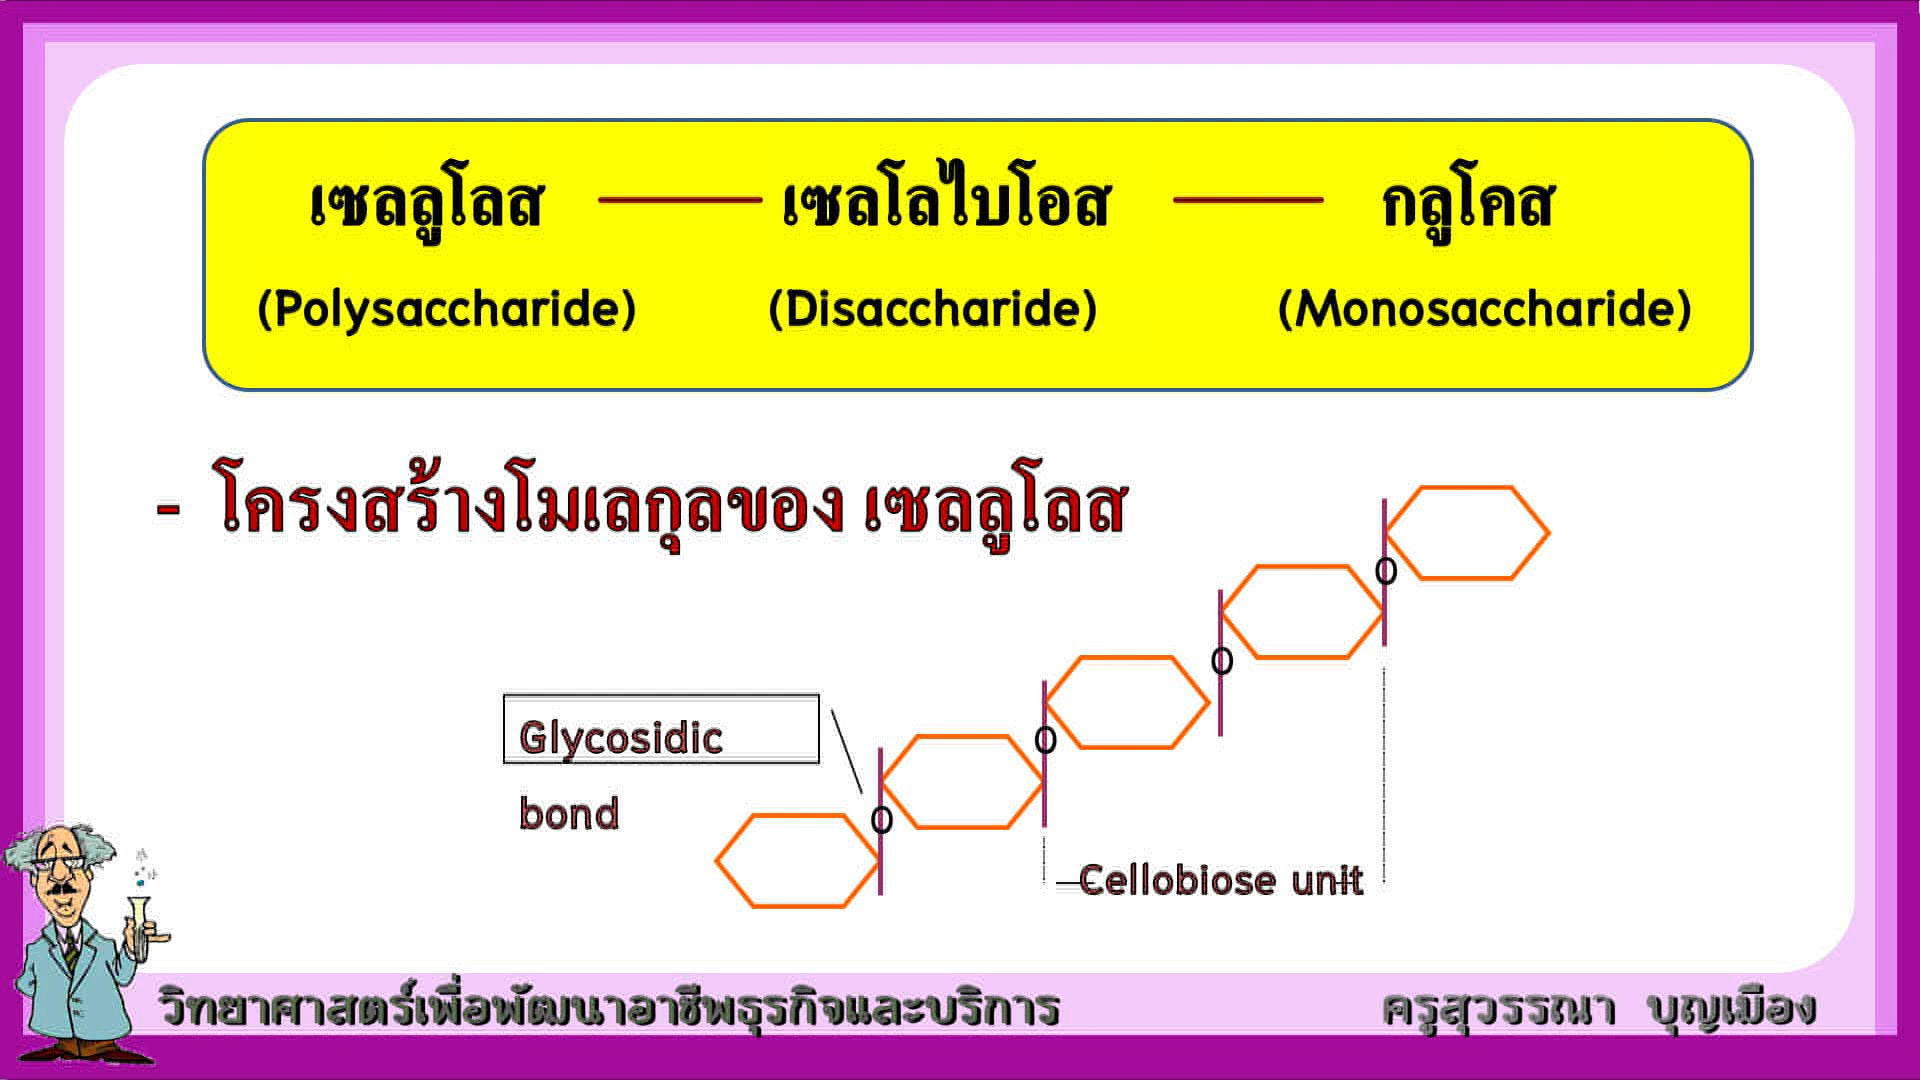 เซลลูโลส เซลโลไบโอส กลูโคส
(Polysaccharide) (Disaccharide) (Monosaccharide)
- โครงสร้างโมเลกุลของ เซลลูโลส
O
O
O
Glycosidic
bond
O
Cellobiose unit
วิทยาศาสตร์เพื่อพัฒนาอาชีพธุรกิจและบริการ ครูสุวรรณา บุญเมือง